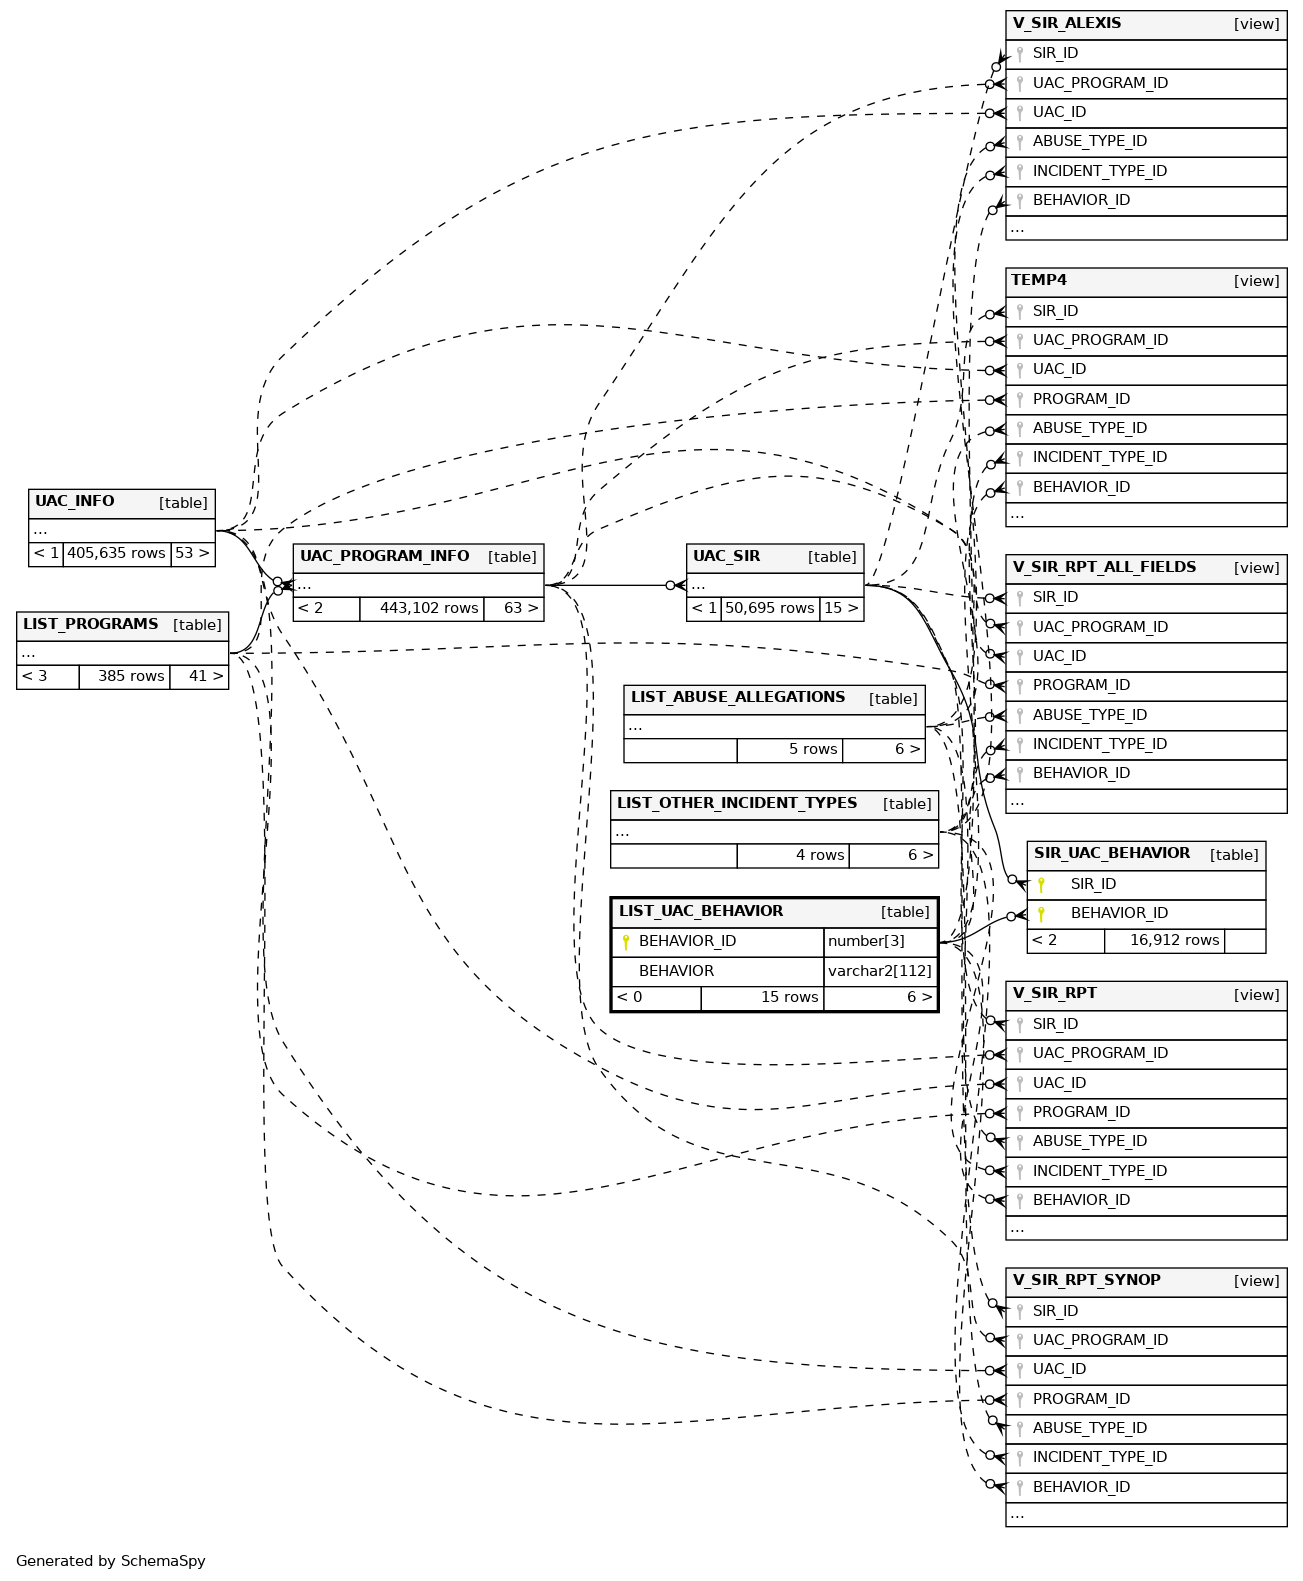 V_SIR_ALEXIS [view]
SIR_ID
UAC_PROGRAM_ID
UAC_ID
ABUSE_TYPE_ID
INCIDENT_TYPE_ID
BEHAVIOR_ID
...
TEMP4 [view]
SIR_ID
UAC_PROGRAM_ID
UAC_ID
PROGRAM_ID
ABUSE_TYPE_ID
INCIDENT_TYPE_ID
BEHAVIOR_ID
...
UAC_INFO [table]
...
< 1 405,635 rows 53 >
LIST_PROGRAMS [table]
...
< 3 385 rows 41 >
UAC_PROGRAM_INFO [table]
...
< 2 443,102 rows 63 >
UAC_SIR [table]
...
< 1 50,695 rows 15 >
V_SIR_RPT_ALL_FIELDS [view]
SIR_ID
UAC_PROGRAM_ID
UAC_ID
PROGRAM_ID
ABUSE_TYPE_ID
INCIDENT_TYPE_ID
BEHAVIOR_ID
...
LIST_ABUSE_ALLEGATIONS [table]
...
5 rows 6 >
LIST_OTHER_INCIDENT_TYPES [table]
...
4 rows 6 >
LIST_UAC_BEHAVIOR [table]
BEHAVIOR_ID number[3]
BEHAVIOR varchar2[112]
< 0 15 rows 6 >
SIR_UAC_BEHAVIOR [table]
SIR_ID
BEHAVIOR_ID
< 2 16,912 rows
V_SIR_RPT [view]
SIR_ID
UAC_PROGRAM_ID
UAC_ID
PROGRAM_ID
ABUSE_TYPE_ID
INCIDENT_TYPE_ID
BEHAVIOR_ID
...
V_SIR_RPT_SYNOP [view]
SIR_ID
UAC_PROGRAM_ID
UAC_ID
PROGRAM_ID
ABUSE_TYPE_ID
INCIDENT_TYPE_ID
BEHAVIOR_ID
...
Generated by SchemaSpy